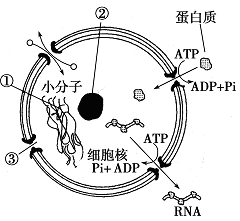 ②
蛋白质
ATP
①
小分子
ADP+Pi
③
细胞核
ATP
Pi+ADP
RNA